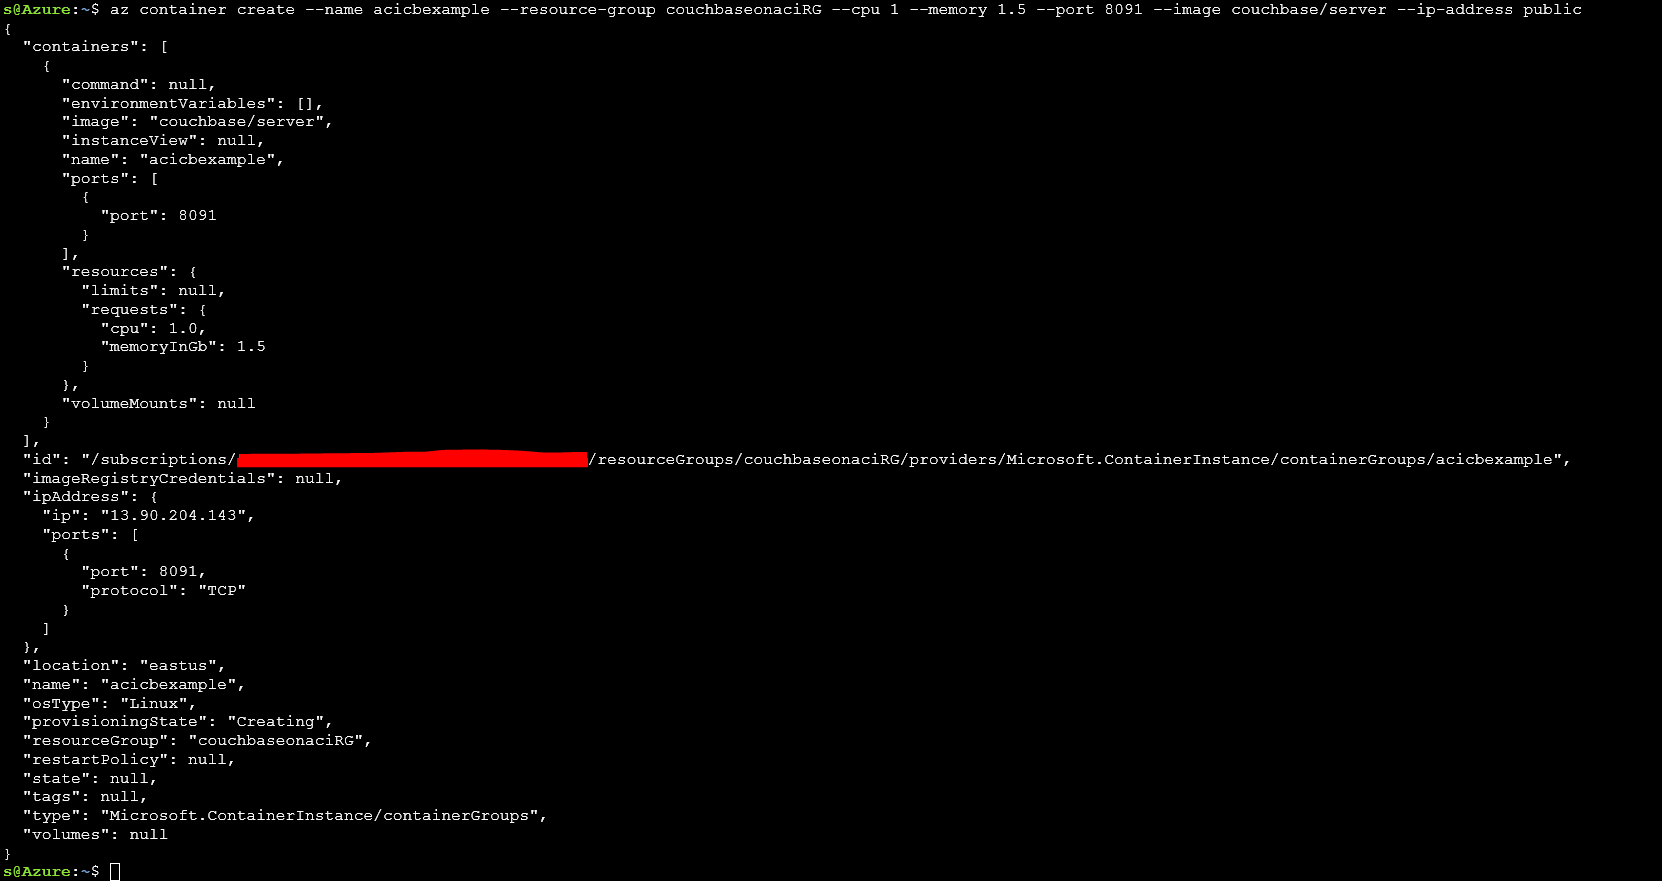 s@Azure:~$ az container create --name acicbexample --resource-group couchbaseonaciRG --cpu 1 --memory 1.5 --port 8091 --image couchbase/server --ip-address public
{
  "containers": [
    {
      "command": null,
      "environmentVariables": [],
      "image": "couchbase/server",
      "instanceView": null,
      "name": "acicbexample",
      "ports": [
        {
          "port": 8091
        }
      ],
      "resources": {
        "limits": null,
        "requests": {
          "cpu": 1.0,
          "memoryInGb": 1.5
        }
      },
      "volumeMounts": null
    }
  ],
  "id": "/subscriptions/ /resourceGroups/couchbaseonaciRG/providers/Microsoft.ContainerInstance/containerGroups/acicbexample",
  "imageRegistryCredentials": null,
  "ipAddress": {
    "ip": "13.90.204.143",
    "ports": [
      {
        "port": 8091,
        "protocol": "TCP"
      }
    ]
  },
  "location": "eastus",
  "name": "acicbexample",
  "osType": "Linux",
  "provisioningState": "Creating",
  "resourceGroup": "couchbaseonaciRG",
  "restartPolicy": null,
  "state": null,
  "tags": null,
  "type": "Microsoft.ContainerInstance/containerGroups",
  "volumes": null
}
s@Azure:~$